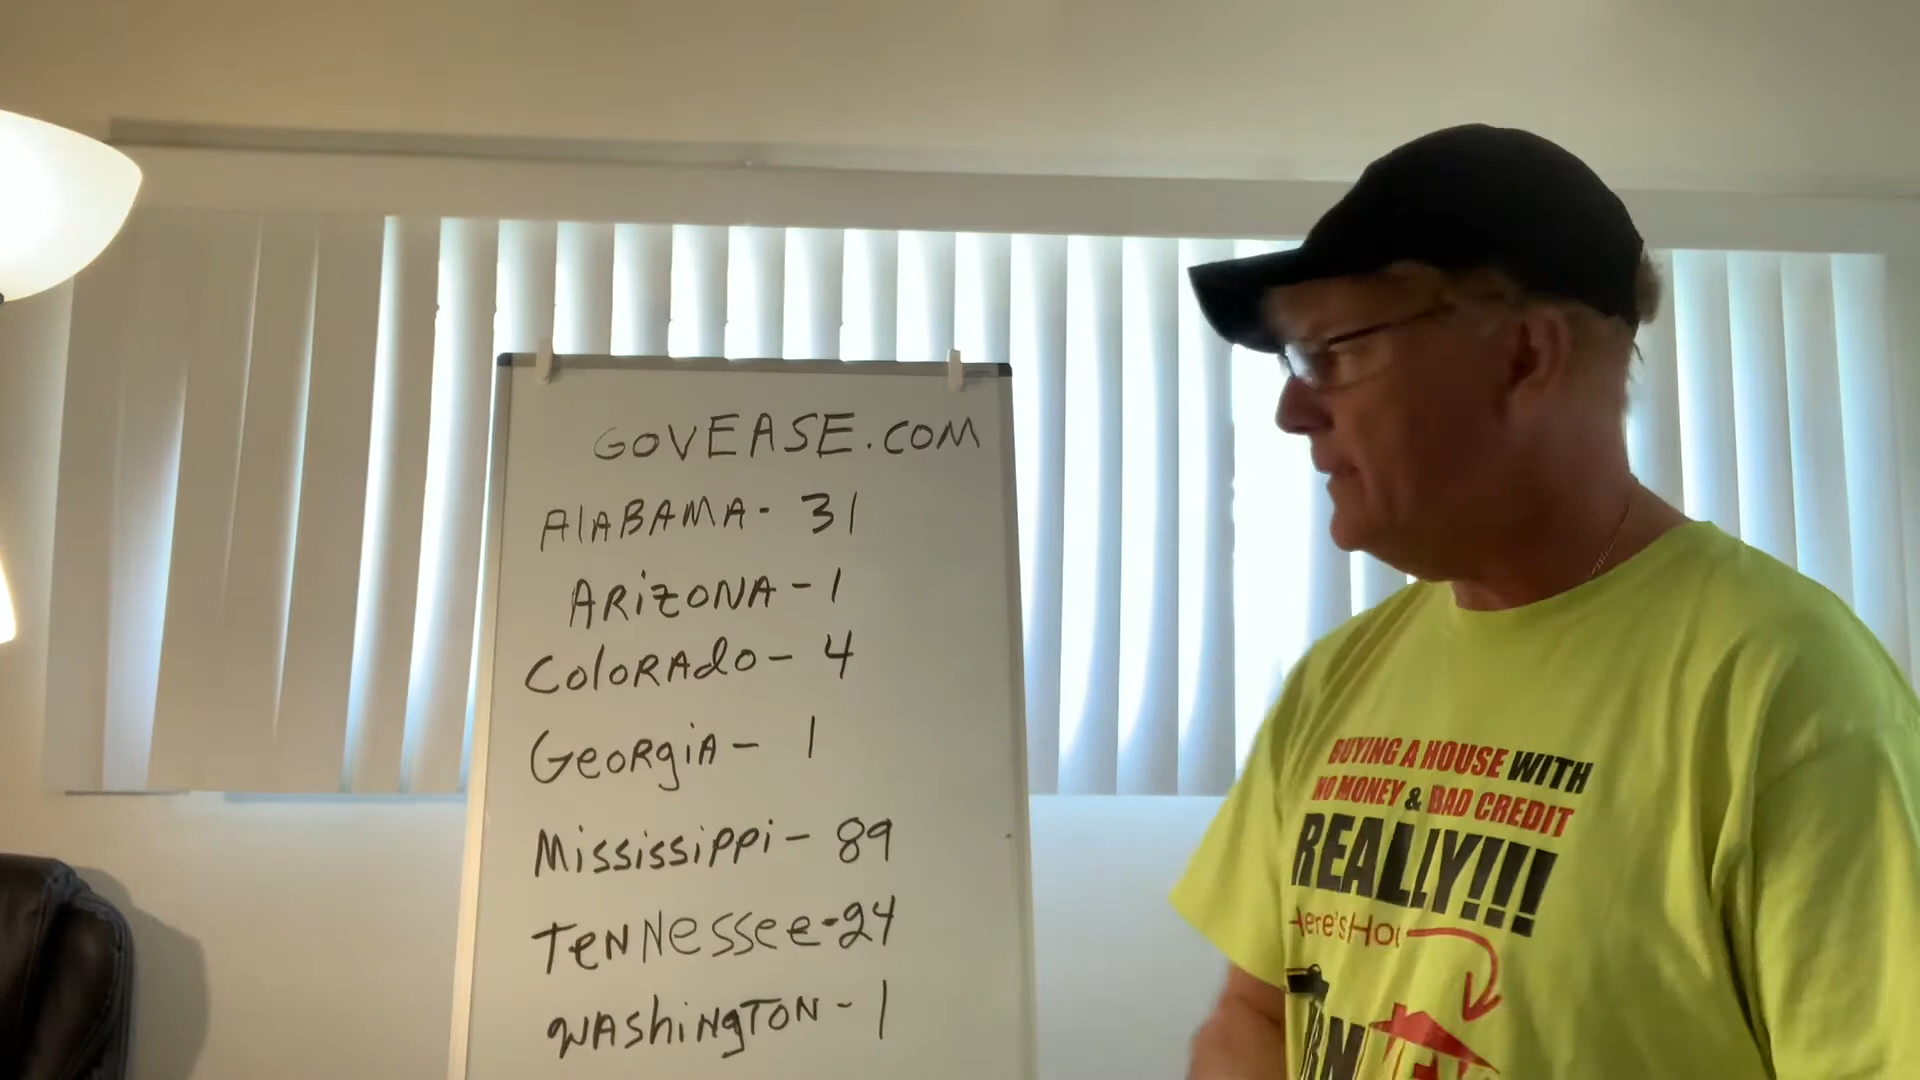 GOVEASE.COM
AlABAMA - 31
ARiZONA - 1
ColoRAdo - 4
GeoRgiA - 1
Mississippi - 89
TeNNessee - 24
WAshiNgTON - 1
BUYING A HOUSE WITH
NO MONEY & BAD CREDIT
REALLY!!!
Here's How